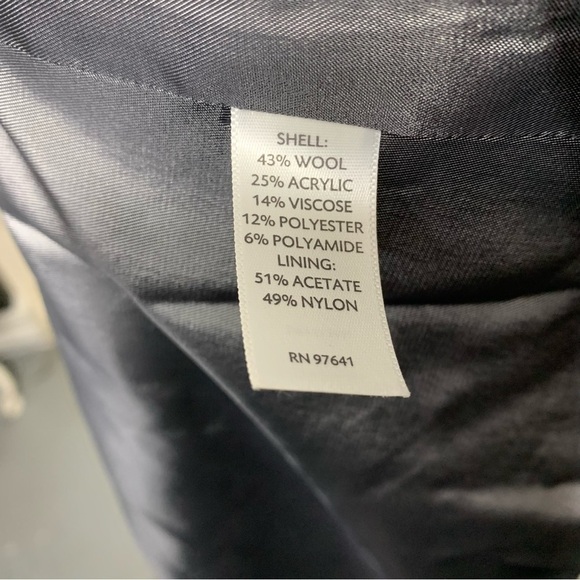 SHELL:
43% WOOL
25% ACRYLIC
14% VISCOSE
12% POLYESTER
6% POLYAMIDE
LINING:
51% ACETATE
49% NYLON
RN 97641